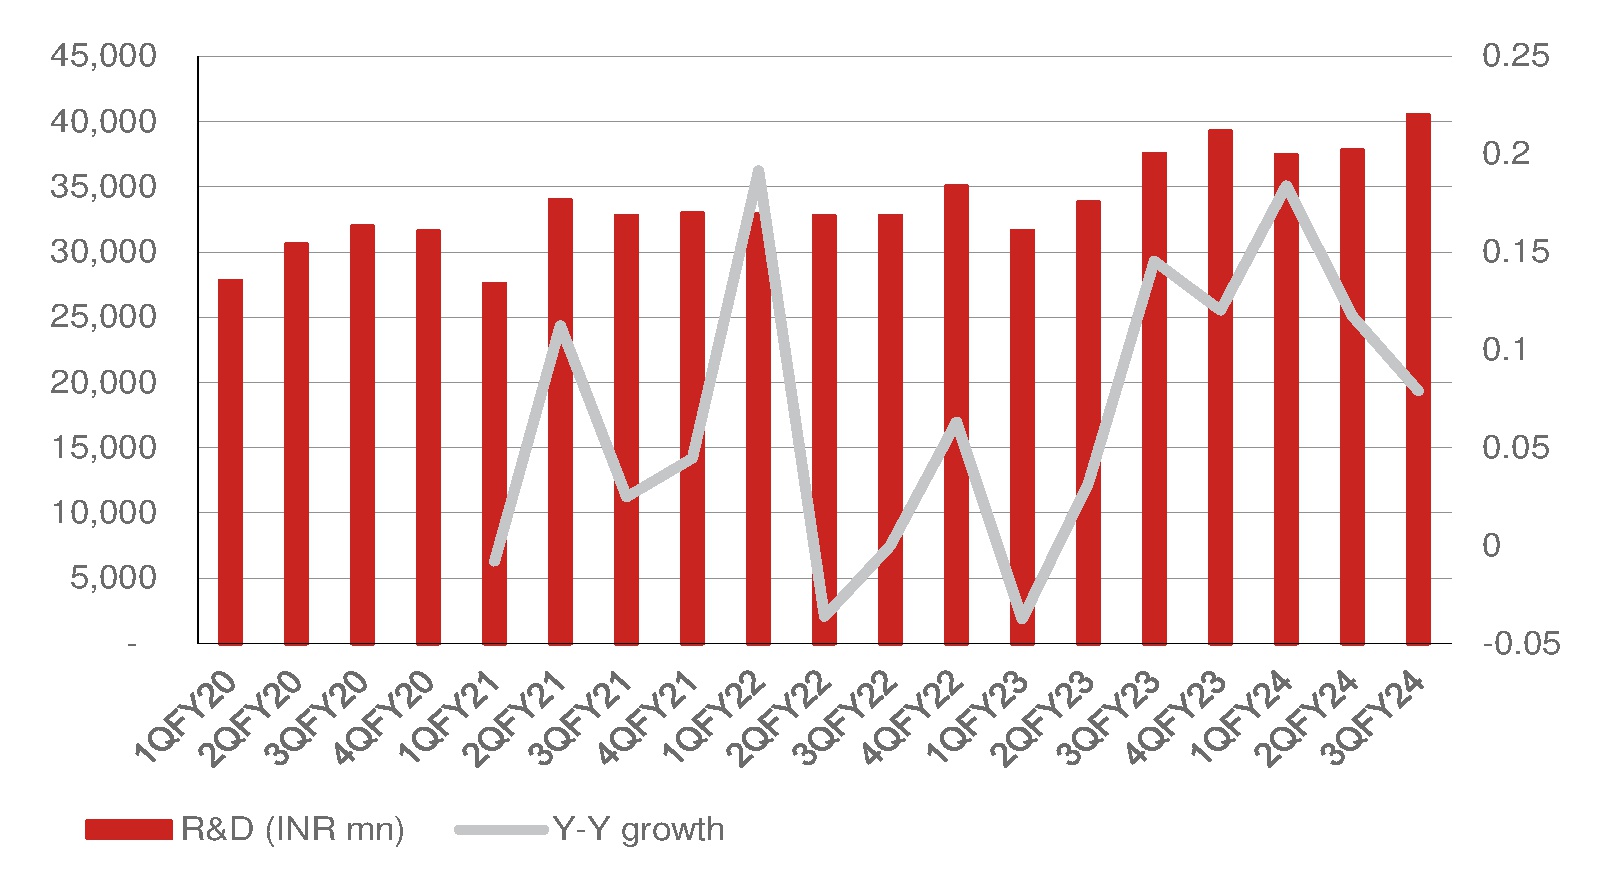 45,000
40,000
35,000
30,000
25,000
20,000
15,000
10,000
5,000
-
0.25
0.2
0.15
0.1
0.05
0
-0.05
1QFY20
2QFY20
3QFY20
4QFY20
1QFY21
2QFY21
3QFY21
4QFY21
1QFY22
2QFY22
3QFY22
4QFY22
1QFY23
2QFY23
3QFY23
4QFY23
1QFY24
2QFY24
3QFY24
R&D (INR mn)
Y-Y growth